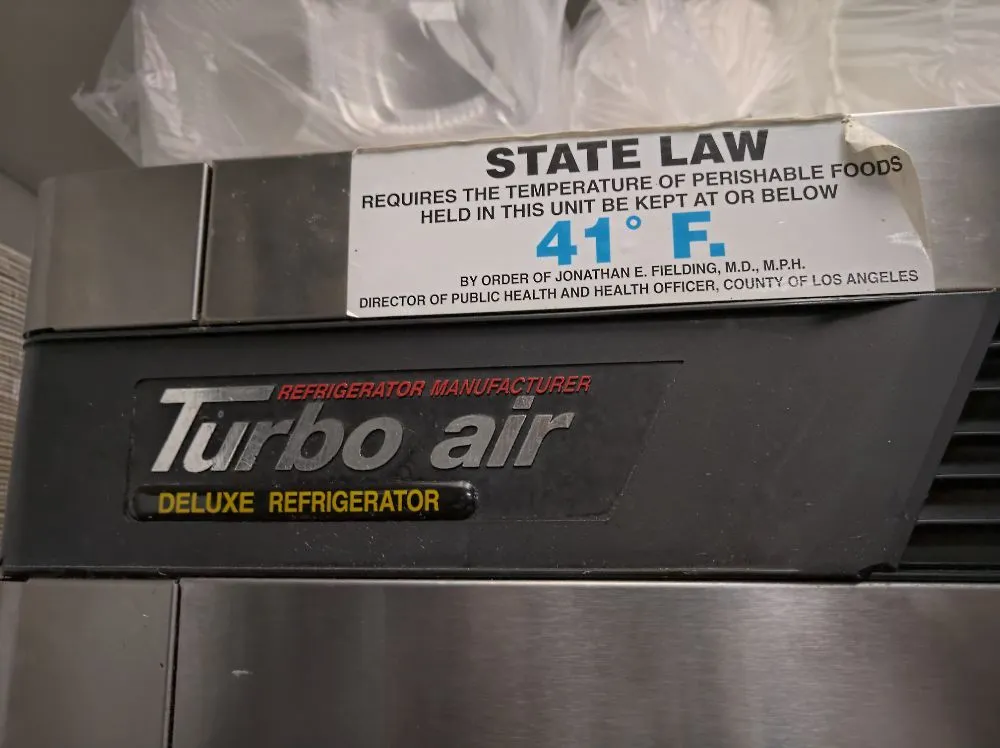 STATE LAW
REQUIRES THE TEMPERATURE OF PERISHABLE FOODS
HELD IN THIS UNIT BE KEPT AT OR BELOW
41° F.
BY ORDER OF JONATHAN E. FIELDING, M.D., M.P.H.
DIRECTOR OF PUBLIC HEALTH AND HEALTH OFFICER, COUNTY OF LOS ANGELES
REFRIGERATOR MANUFACTURER
Turbo air
DELUXE REFRIGERATOR